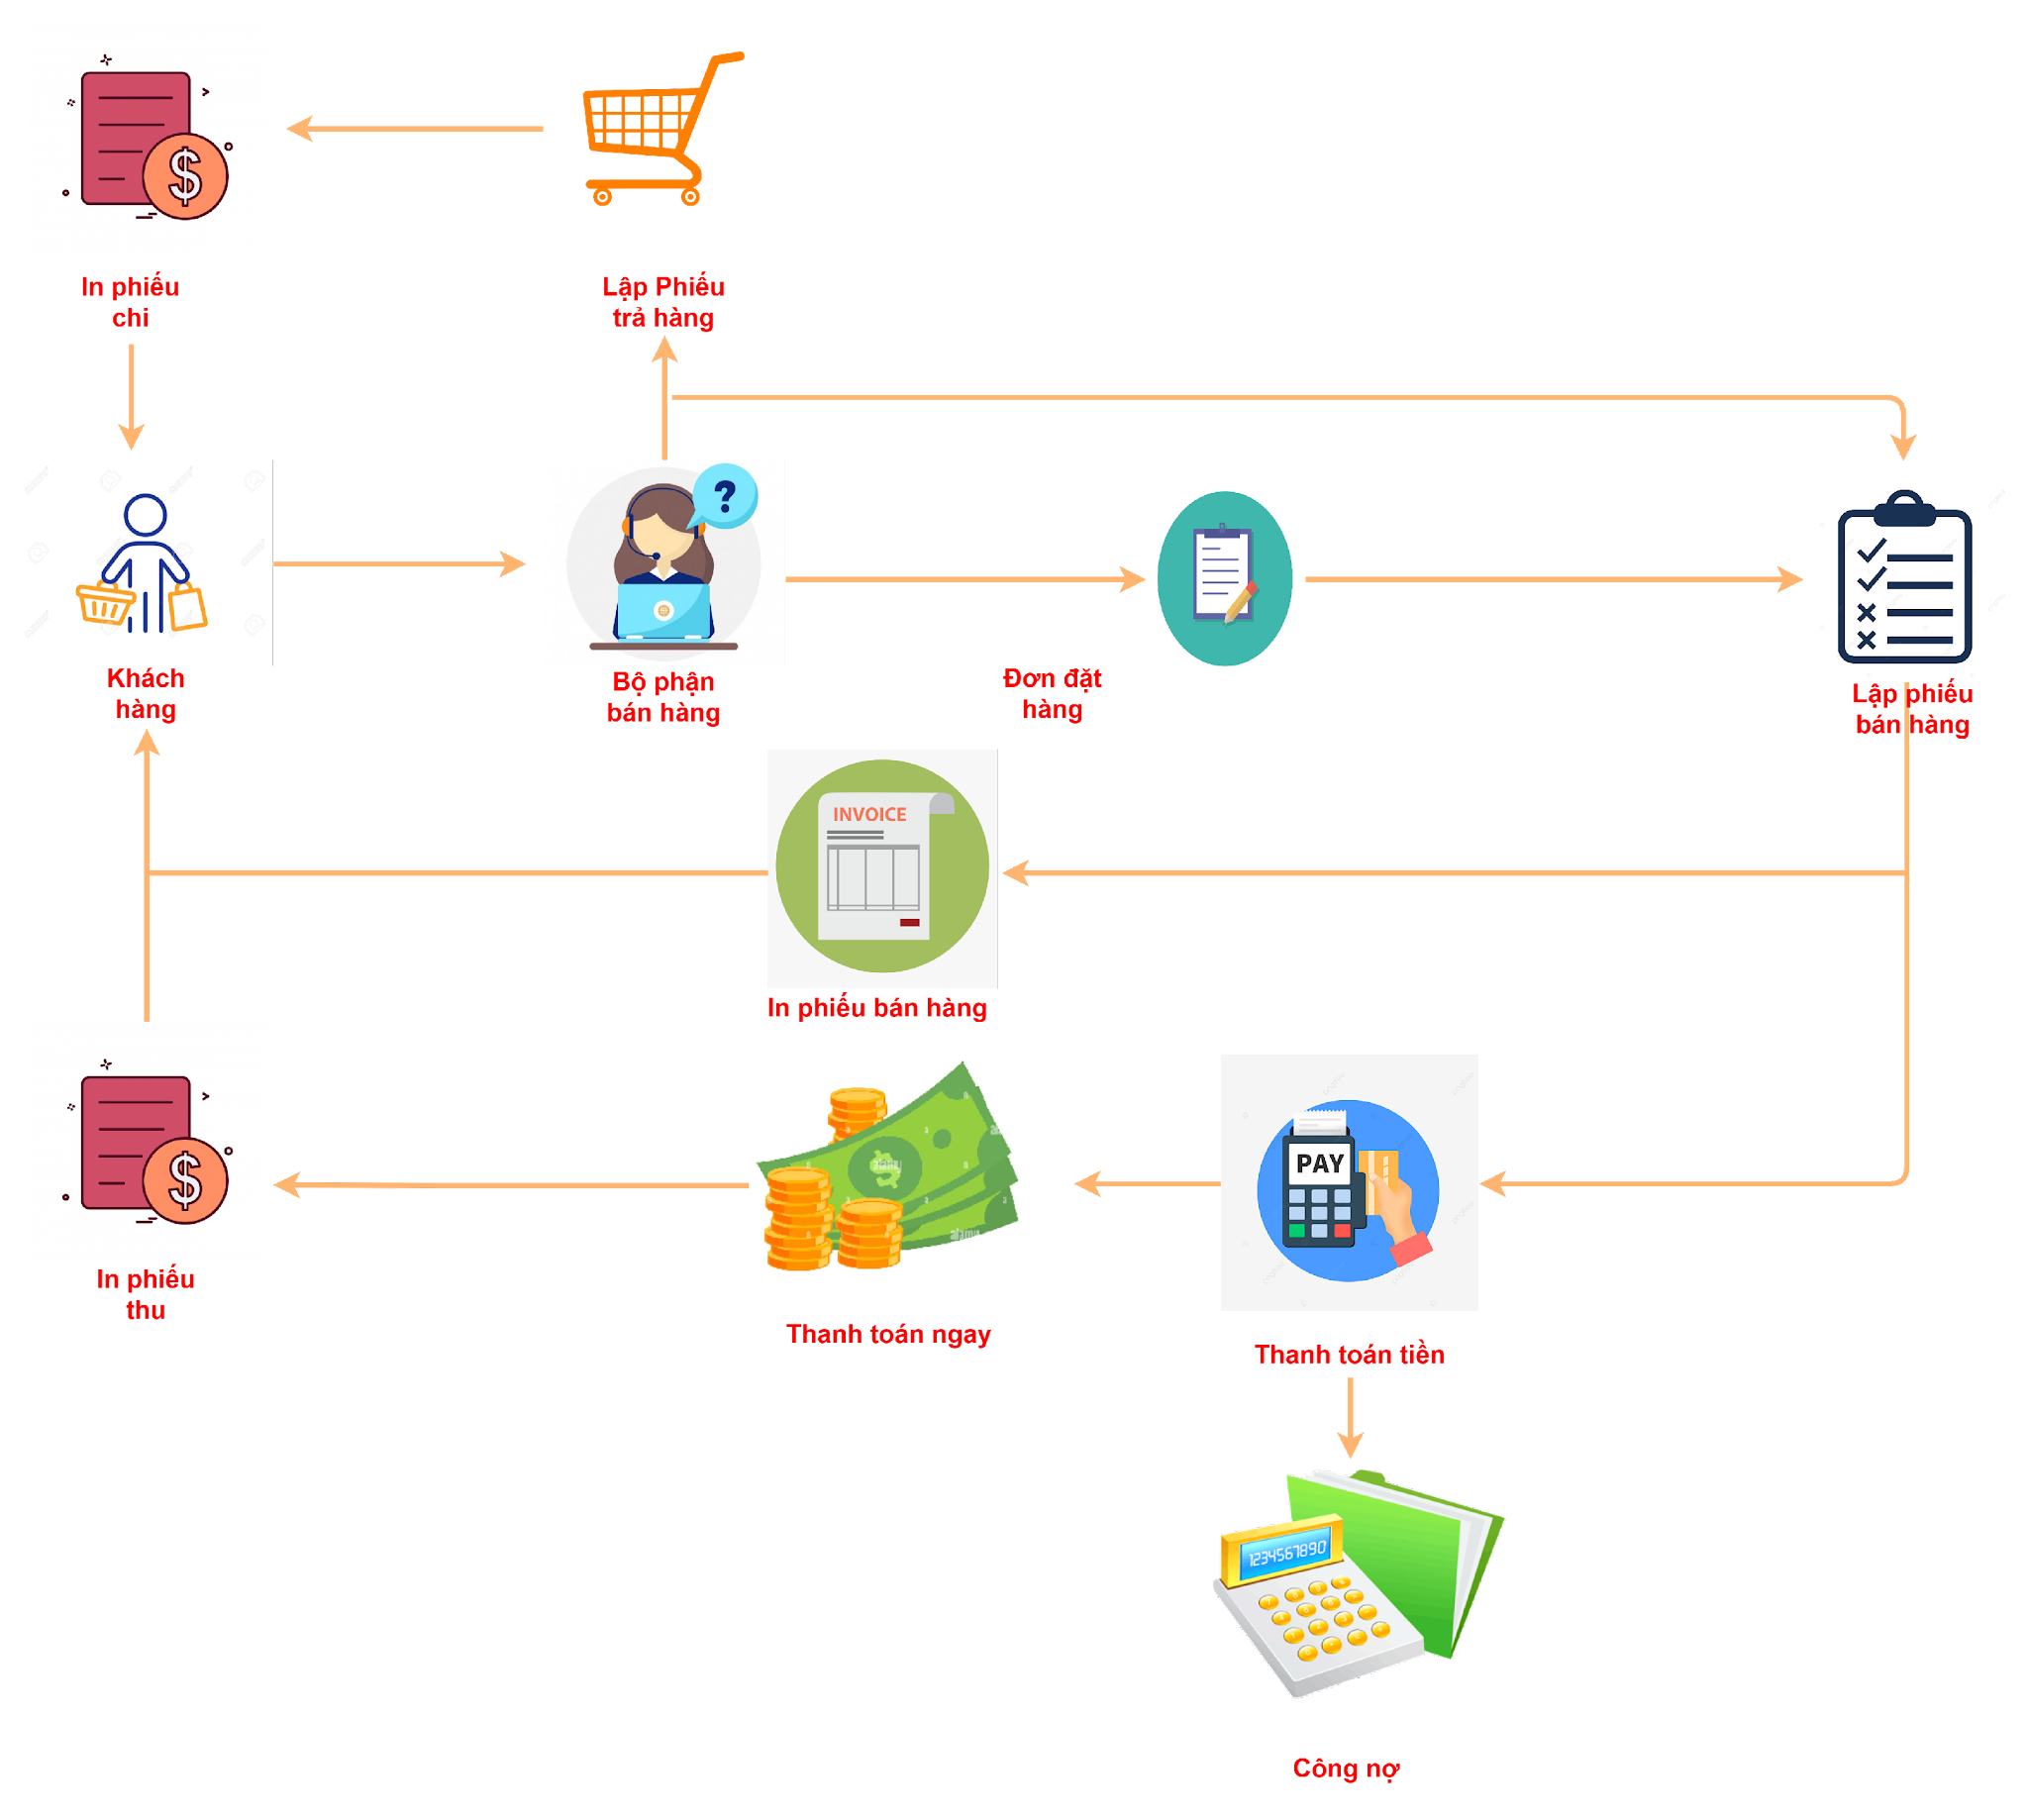 $
In phiếu
chi
Lập Phiếu
trả hàng
?
Khách
hàng
Bộ phận
bán hàng
Đơn đặt
hàng
Lập phiếu
bán hàng
INVOICE
In phiếu bán hàng
$
In phiếu
thu
$
Thanh toán ngay
PAY
Thanh toán tiền
1234567890
Công nợ